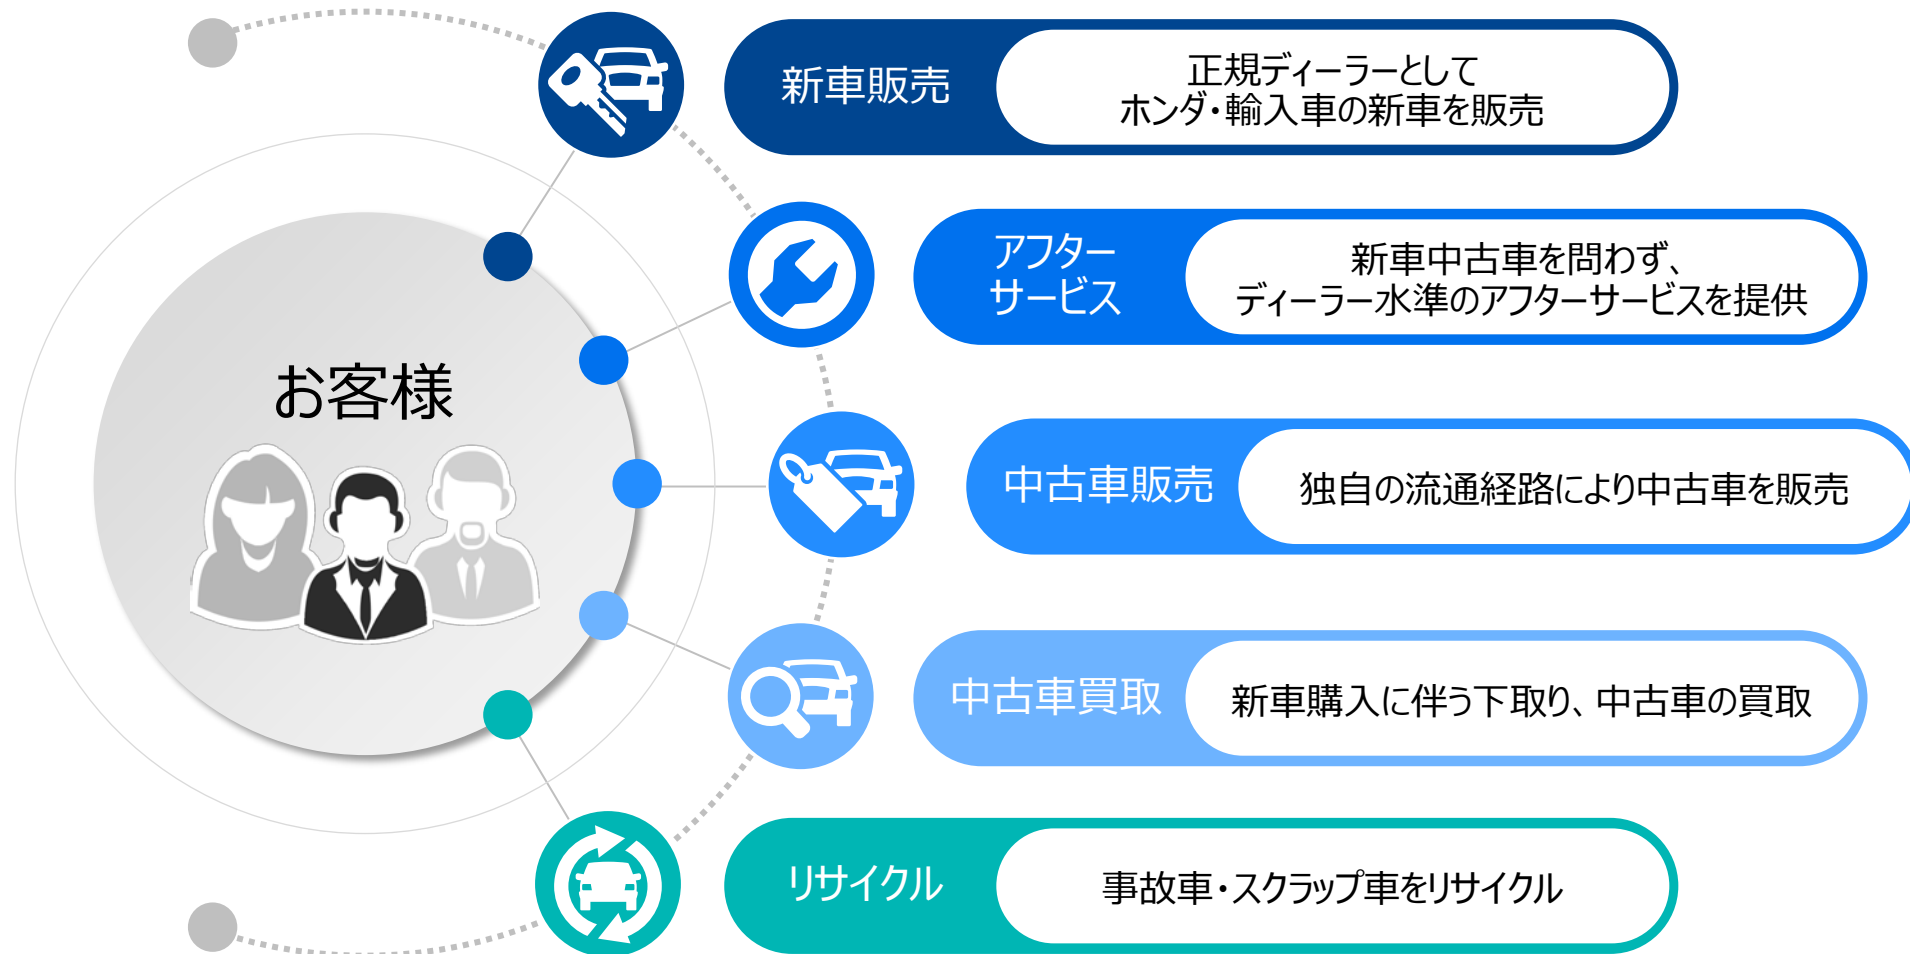 新車販売
正規ディーラーとして
ホンダ・輸入車の新車を販売
アフター
サービス
新車中古車を問わず、
ディーラー水準のアフターサービスを提供
お客様
中古車販売
独自の流通経路により中古車を販売
中古車買取
新車購入に伴う下取り、中古車の買取
リサイクル
事故車・スクラップ車をリサイクル